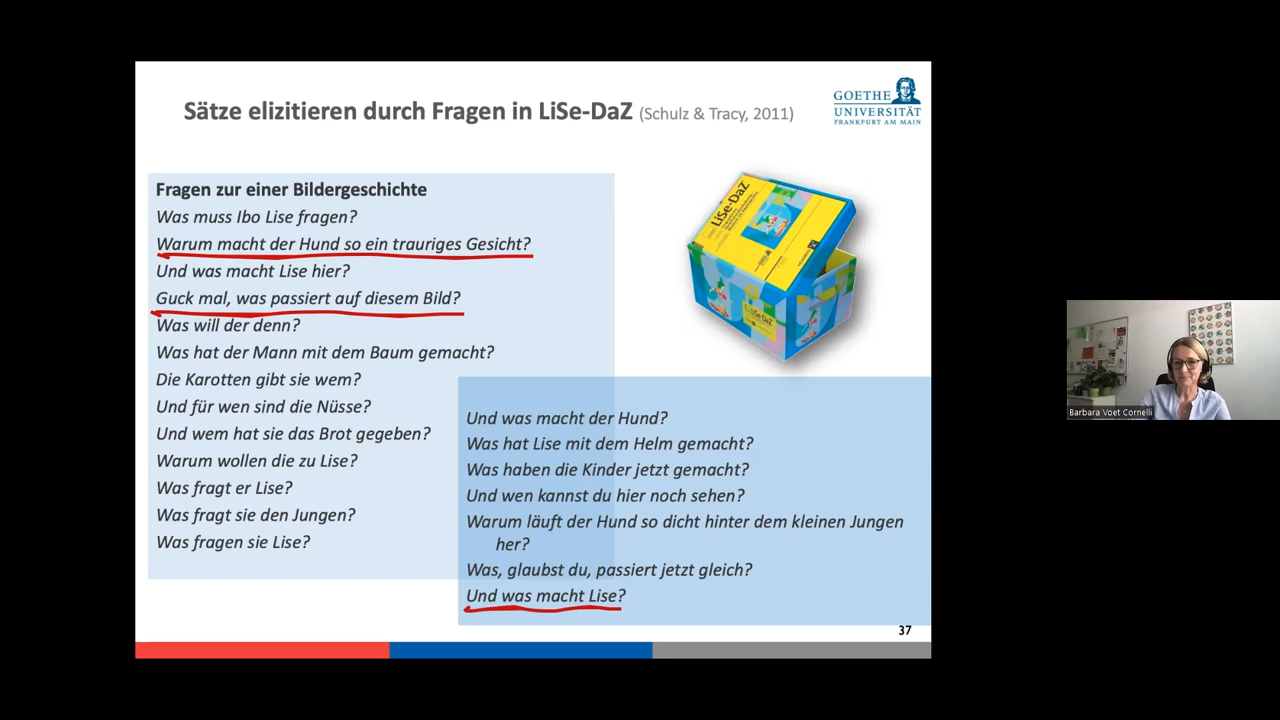 Sätze elizitieren durch Fragen in LiSe-DaZ (Schulz & Tracy, 2011)
GOETHE
UNIVERSITÄT
FRANKFURT AM MAIN
Fragen zur einer Bildergeschichte
Was muss Ibo Lise fragen?
Warum macht der Hund so ein trauriges Gesicht?
Und was macht Lise hier?
Guck mal, was passiert auf diesem Bild?
Was will der denn?
Was hat der Mann mit dem Baum gemacht?
Die Karotten gibt sie wem?
Und für wen sind die Nüsse?
Und wem hat sie das Brot gegeben?
Warum wollen die zu Lise?
Was fragt er Lise?
Was fragt sie den Jungen?
Was fragen sie Lise?
LiSe-DaZ
LiSe-DaZ
Und was macht der Hund?
Was hat Lise mit dem Helm gemacht?
Was haben die Kinder jetzt gemacht?
Und wen kannst du hier noch sehen?
Warum läuft der Hund so dicht hinter dem kleinen Jungen
her?
Was, glaubst du, passiert jetzt gleich?
Und was macht Lise?
37
Barbara Voet Cornelli